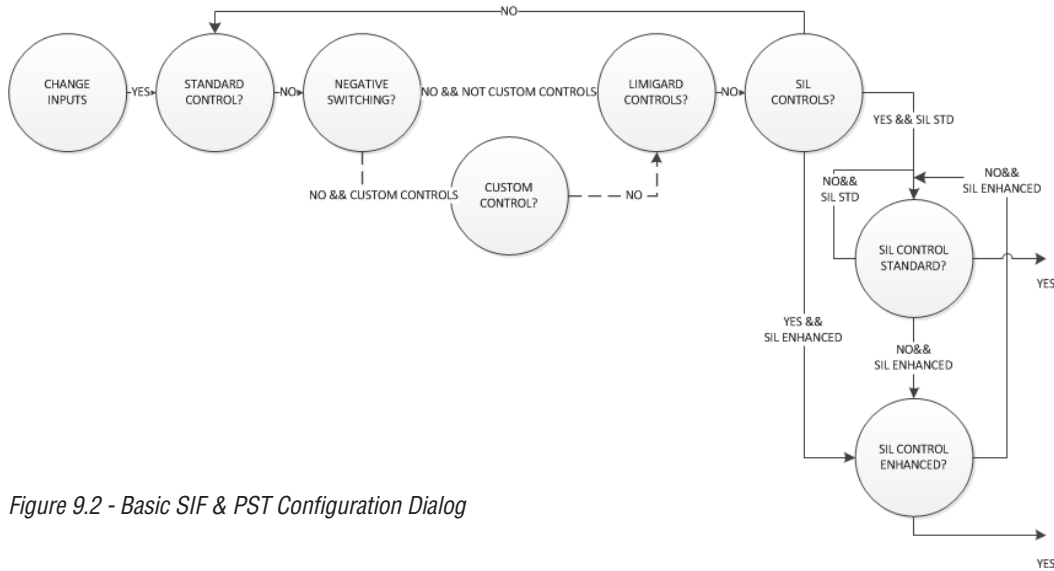 NO
CHANGE
INPUTS
YES
STANDARD
CONTROL?
NO
NEGATIVE
SWITCHING?
NO && NOT CUSTOM CONTROLS
LIMIGARD
CONTROLS?
NO
SIL
CONTROLS?
YES && SIL STD
NO && CUSTOM CONTROLS
CUSTOM
CONTROL?
NO
NO&&
SIL STD
NO&&
SIL ENHANCED
SIL CONTROL
STANDARD?
YES
YES &&
SIL ENHANCED
NO&&
SIL ENHANCED
SIL CONTROL
ENHANCED?
YES
Figure 9.2 - Basic SIF & PST Configuration Dialog